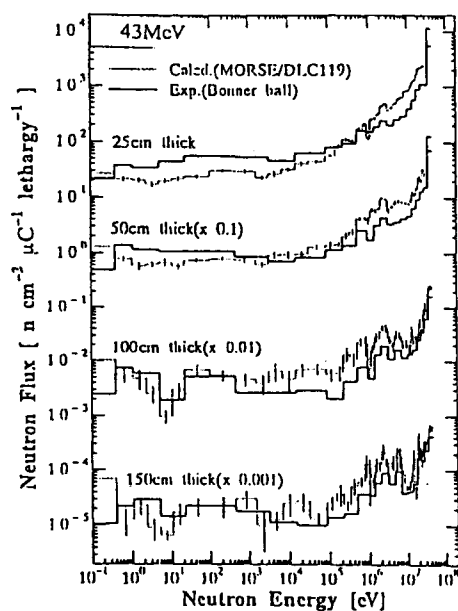 43MeV
Calcd.(MORSE/DLC119)
Exp.(Bonner ball)
25cm thick
50cm thick(x 0.1)
100cm thick(x 0.01)
150cm thick(x 0.001)
Neutron Flux [ n cm⁻² μC⁻¹ lethargy⁻¹ ]
10⁴
10³
10²
10¹
10⁰
10⁻¹
10⁻²
10⁻³
10⁻⁴
10⁻⁵
10⁻¹ 10⁰ 10¹ 10² 10³ 10⁴ 10⁵ 10⁶ 10⁷ 10⁸
Neutron Energy [eV]